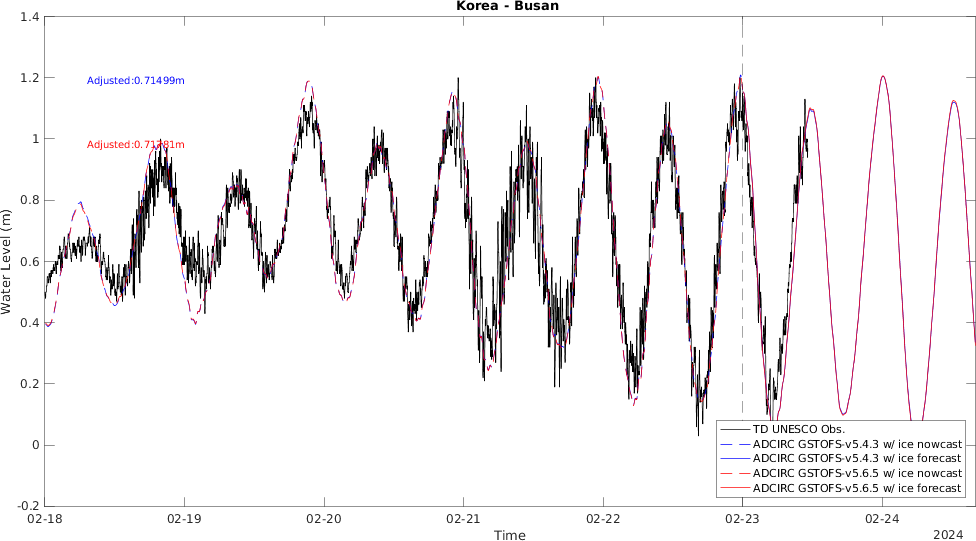 Korea - Busan
1.4
1.2
1
0.8
0.6
0.4
0.2
0
-0.2
Water Level (m)
Adjusted:0.71499m
TD UNESCO Obs.
ADCIRC GSTOFS-v5.4.3 w/ ice nowcast
ADCIRC GSTOFS-v5.4.3 w/ ice forecast
ADCIRC GSTOFS-v5.6.5 w/ ice nowcast
ADCIRC GSTOFS-v5.6.5 w/ ice forecast
02-18
02-19
02-20
02-21
02-22
02-23
02-24
Time
2024